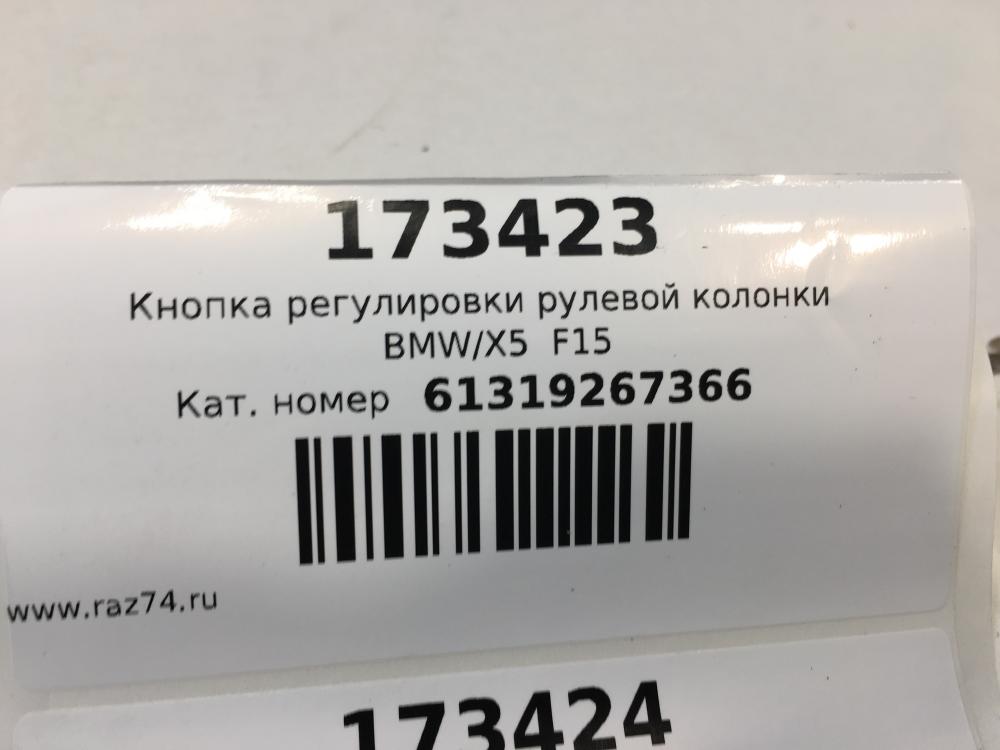 173423
Кнопка регулировки рулевой колонки
BMW/X5 F15
Кат. номер 61319267366
www.raz74.ru
173424